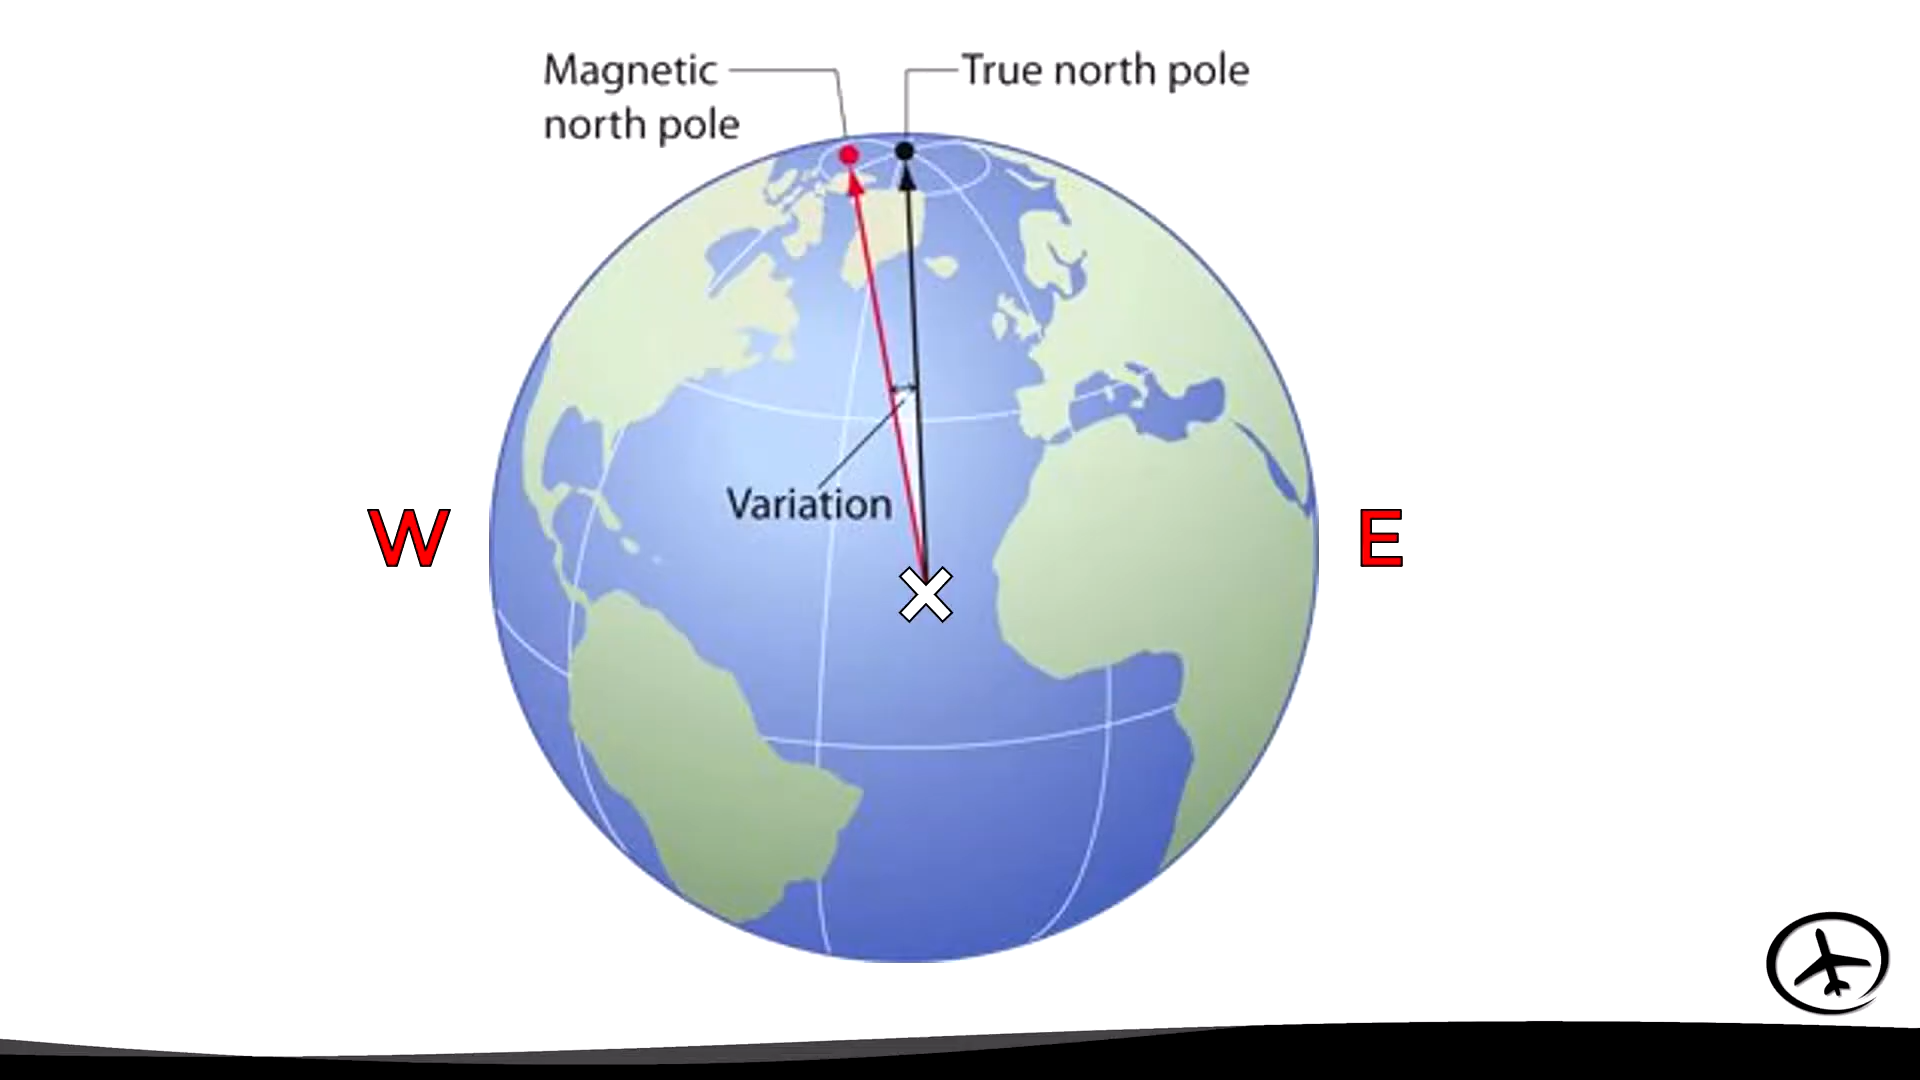 Magnetic
north pole
True north pole
Variation
W
E